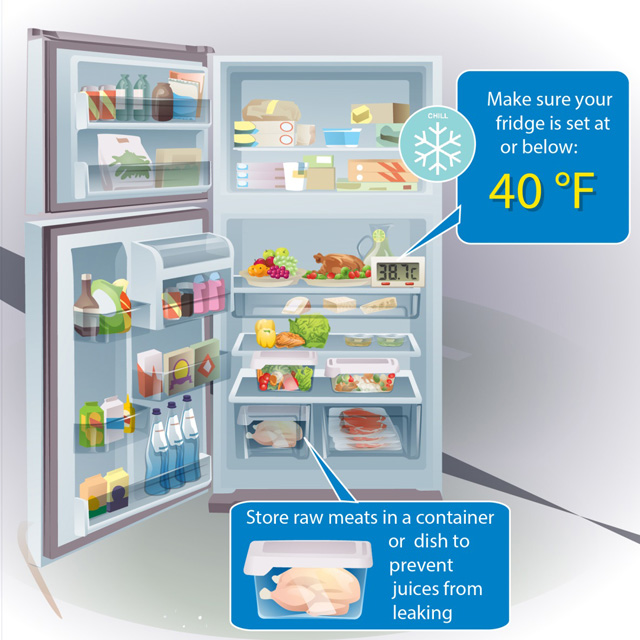 CHILL
Make sure your
fridge is set at
or below:
40 °F
38.7c
Store raw meats in a container
or dish to
prevent
juices from
leaking